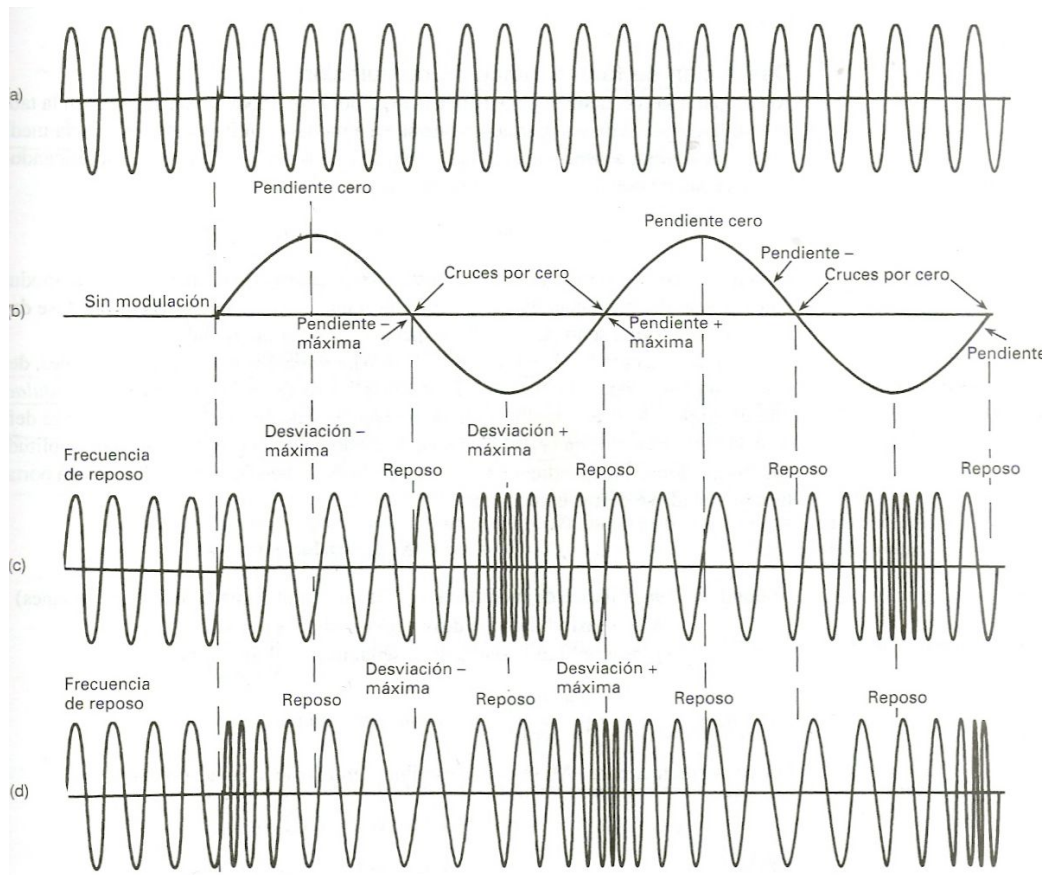 a)
Pendiente cero
Pendiente cero
Pendiente –
Cruces por cero
Cruces por cero
Sin modulación
(b)
Pendiente –
máxima
Pendiente +
máxima
Pendiente
Desviación –
máxima
Desviación +
máxima
Frecuencia
de reposo
Reposo
Reposo
Reposo
Reposo
(c)
Desviación –
máxima
Desviación +
máxima
Frecuencia
de reposo
Reposo
Reposo
Reposo
Reposo
(d)